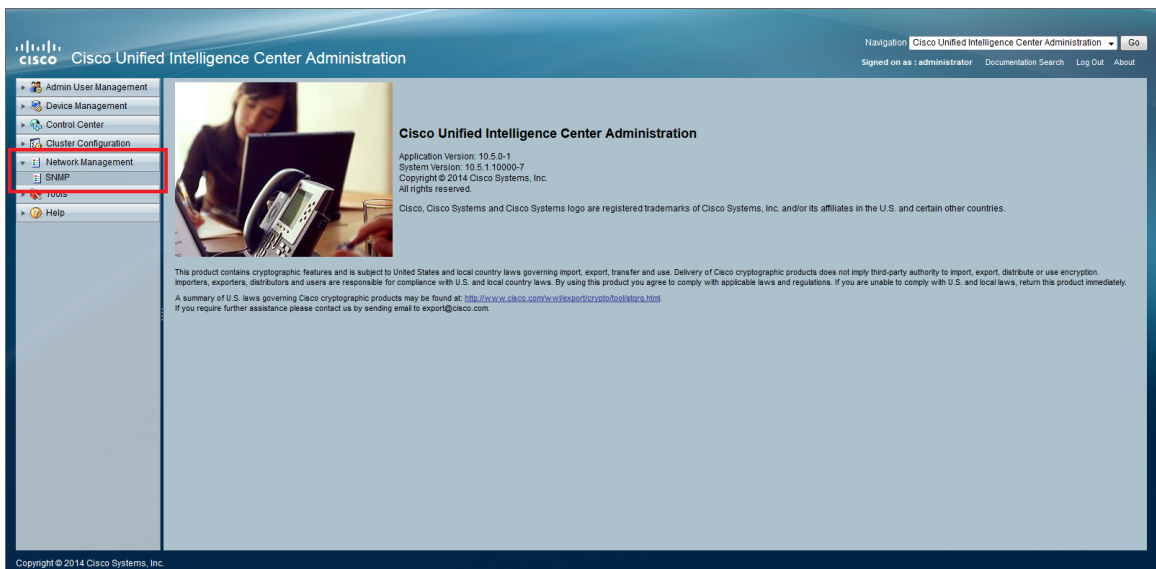 Navigation Cisco Unified Intelligence Center Administration Go
CISCO Cisco Unified Intelligence Center Administration
Signed on as : administrator Documentation Search Log Out About
Admin User Management
Device Management
Control Center
Cluster Configuration
Network Management
SNMP
Tools
Help
Cisco Unified Intelligence Center Administration
Application Version: 10.5.0-1
System Version: 10.5.1.10000-7
Copyright © 2014 Cisco Systems, Inc.
All rights reserved.
Cisco, Cisco Systems and Cisco Systems logo are registered trademarks of Cisco Systems, Inc. and/or its affiliates in the U.S. and certain other countries.
This product contains cryptographic features and is subject to United States and local country laws governing import, export, transfer and use. Delivery of Cisco cryptographic products does not imply third-party authority to import, export, distribute or use encryption.
Importers, exporters, distributors and users are responsible for compliance with U.S. and local country laws. By using this product you agree to comply with applicable laws and regulations. If you are unable to comply with U.S. and local laws, return this product immediately.
A summary of U.S. laws governing Cisco cryptographic products may be found at: http://www.cisco.com/wwl/export/crypto/tool/stqrg.html.
If you require further assistance please contact us by sending email to export@cisco.com.
Copyright © 2014 Cisco Systems, Inc.